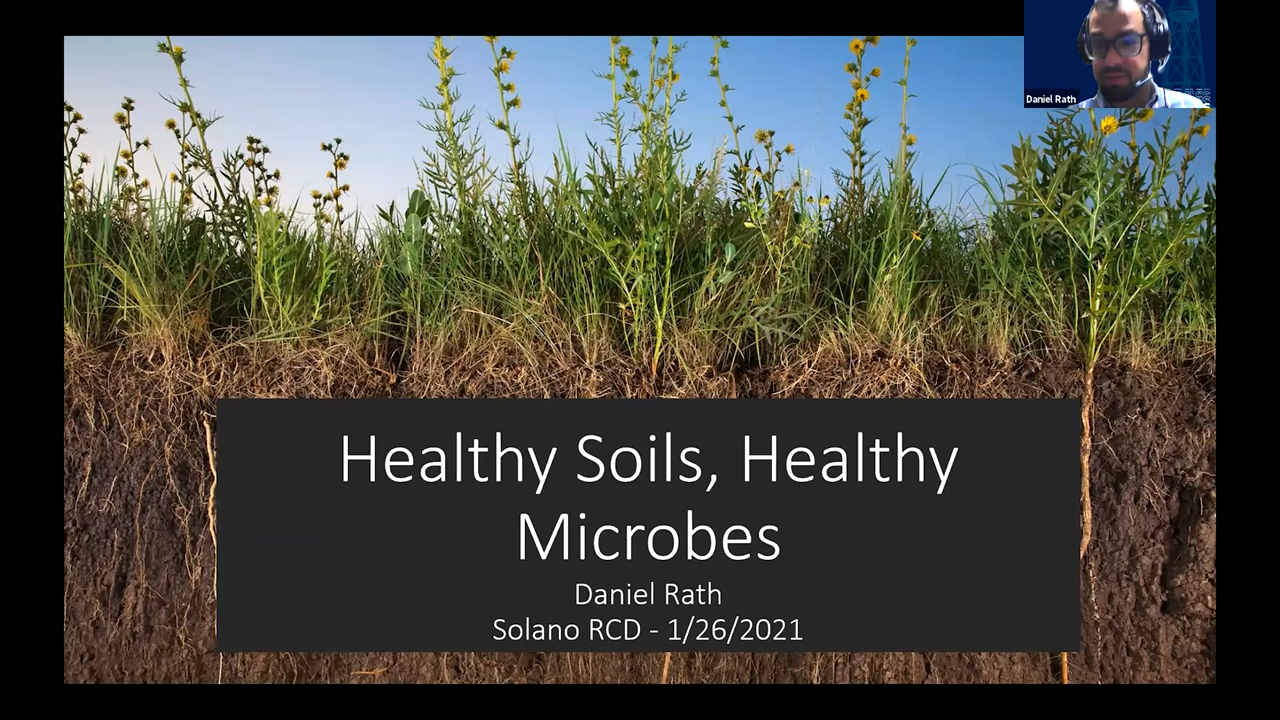 Daniel Rath
Healthy Soils, Healthy
Microbes
Daniel Rath
Solano RCD - 1/26/2021